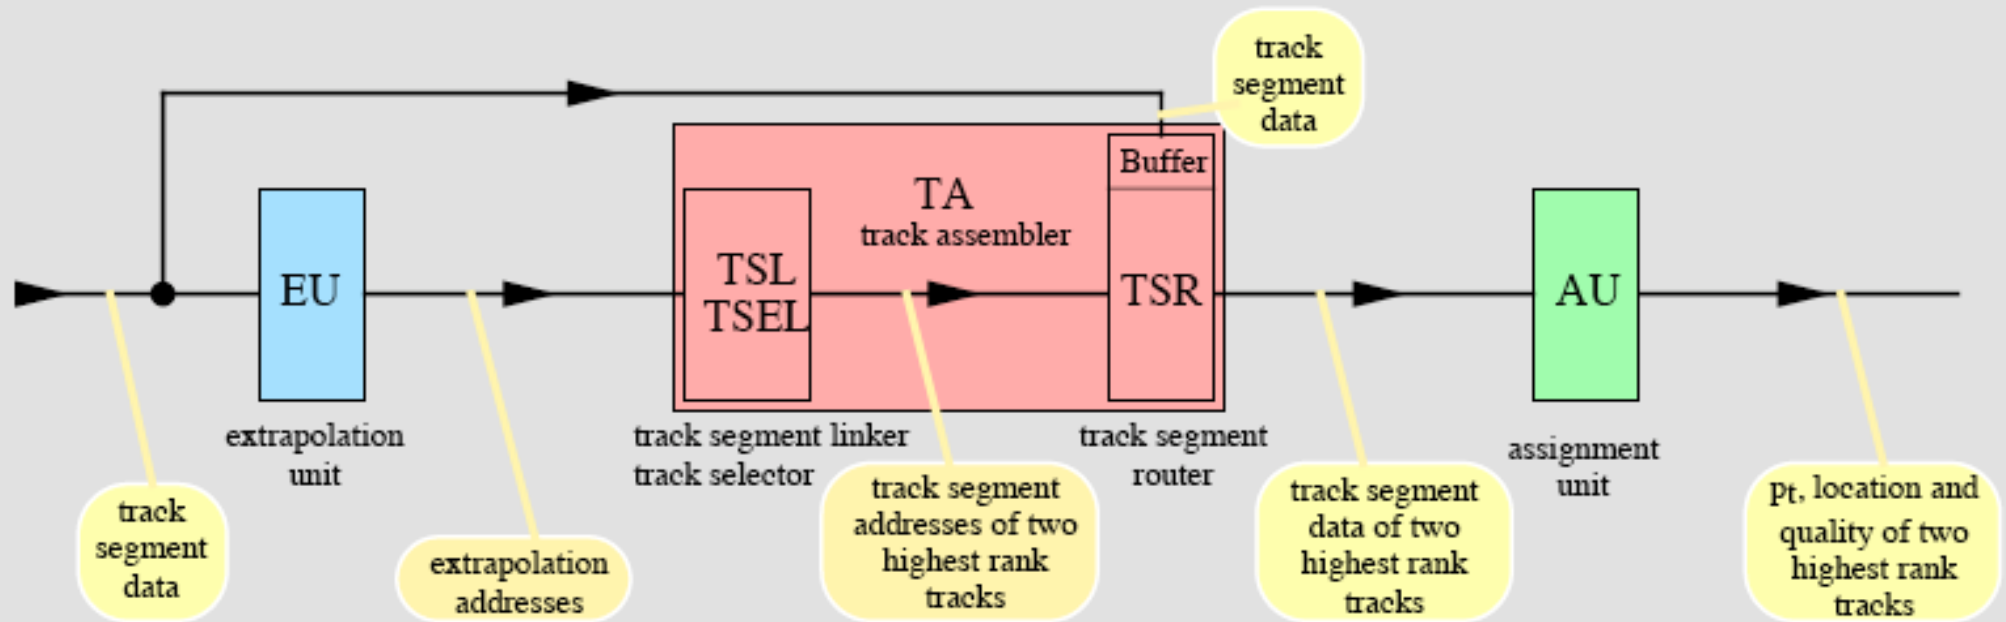 track
segment
data
Buffer
TA
track assembler
EU
TSL
TSEL
TSR
AU
extrapolation
unit
track segment linker
track selector
track segment
router
assignment
unit
track
segment
data
extrapolation
addresses
track segment
addresses of two
highest rank
tracks
track segment
data of two
highest rank
tracks
pt, location and
quality of two
highest rank
tracks